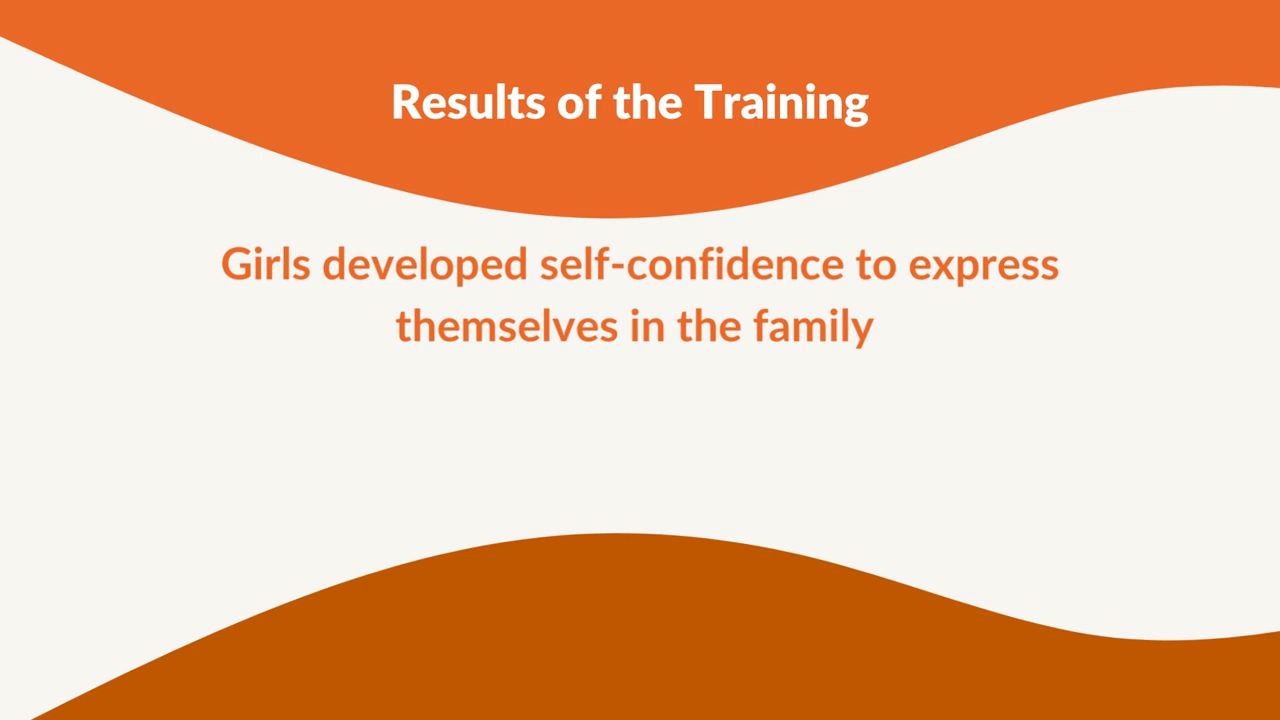 Results of the Training
Girls developed self-confidence to express
themselves in the family